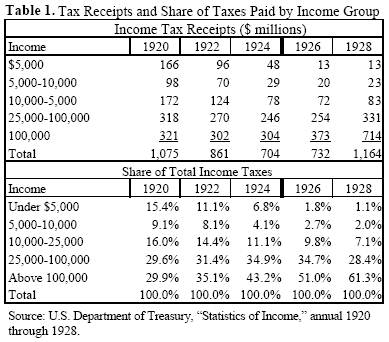 Table 1. Tax Receipts and Share of Taxes Paid by Income Group
Income Tax Receipts ($ millions)
Income 1920 1922 1924 1926 1928
$5,000 166 96 48 13 13
5,000-10,000 98 70 29 20 23
10,000-5,000 172 124 78 72 83
25,000-100,000 318 270 246 254 331
100,000 321 302 304 373 714
Total 1,075 861 704 732 1,164
Share of Total Income Taxes
Income 1920 1922 1924 1926 1928
Under $5,000 15.4% 11.1% 6.8% 1.8% 1.1%
5,000-10,000 9.1% 8.1% 4.1% 2.7% 2.0%
10,000-25,000 16.0% 14.4% 11.1% 9.8% 7.1%
25,000-100,000 29.6% 31.4% 34.9% 34.7% 28.4%
Above 100,000 29.9% 35.1% 43.2% 51.0% 61.3%
Total 100.0% 100.0% 100.0% 100.0% 100.0%
Source: U.S. Department of Treasury, “Statistics of Income,” annual 1920
through 1928.